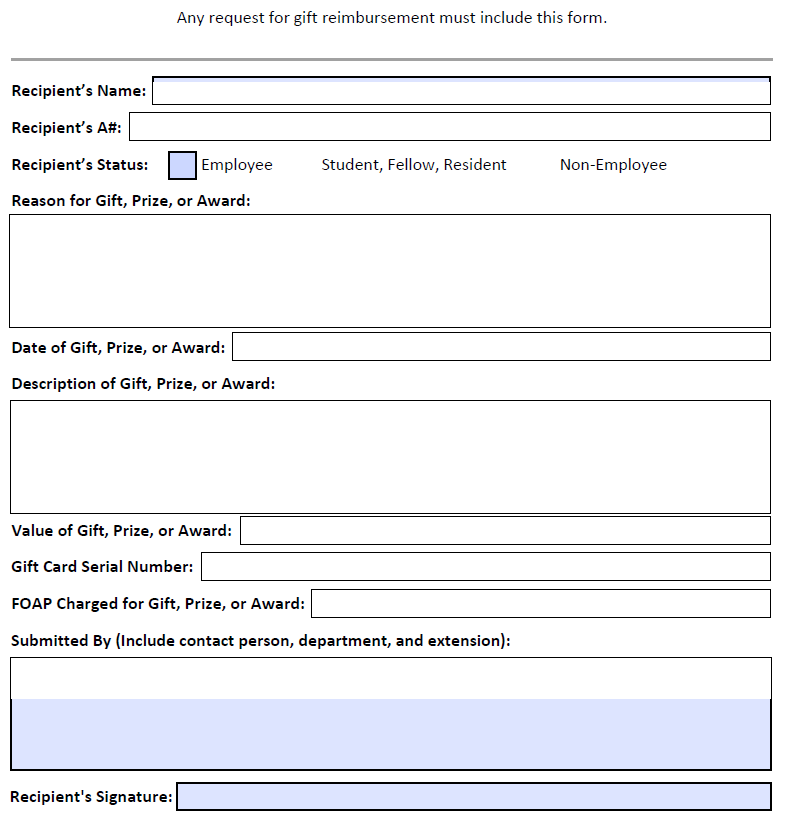 Any request for gift reimbursement must include this form.
Recipient’s Name:
Recipient’s A#:
Recipient’s Status: Employee Student, Fellow, Resident Non-Employee
Reason for Gift, Prize, or Award:
Date of Gift, Prize, or Award:
Description of Gift, Prize, or Award:
Value of Gift, Prize, or Award:
Gift Card Serial Number:
FOAP Charged for Gift, Prize, or Award:
Submitted By (Include contact person, department, and extension):
Recipient's Signature: